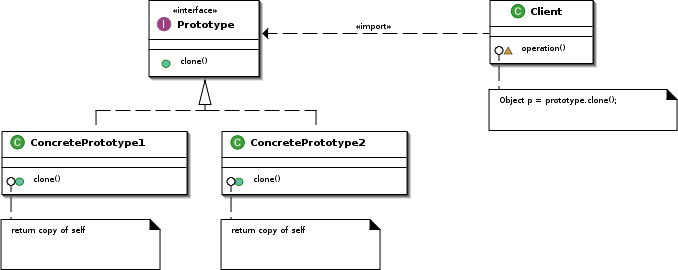 «interface»
I Prototype
clone()
«import»
C Client
operation()
Object p = prototype.clone();
C ConcretePrototype1
clone()
return copy of self
C ConcretePrototype2
clone()
return copy of self